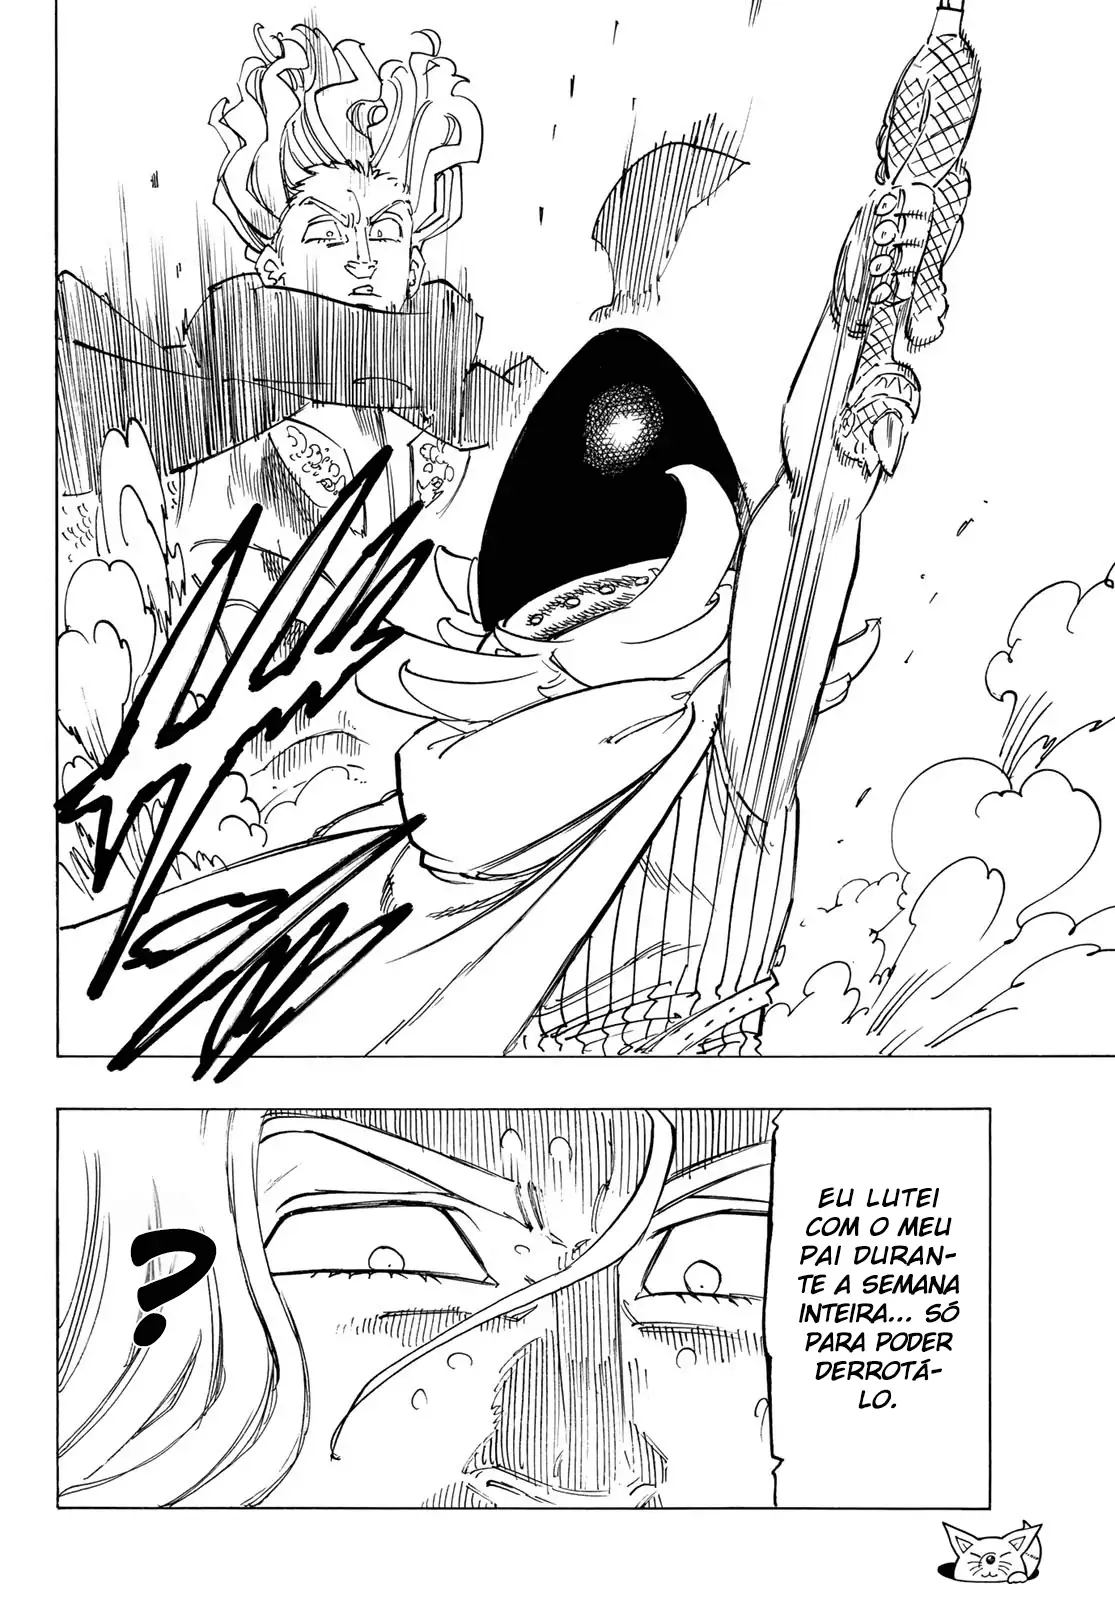 ?
EU LUTEI
COM O MEU
PAI DURAN-
TE A SEMANA
INTEIRA... SÓ
PARA PODER
DERROTÁ-
LO.